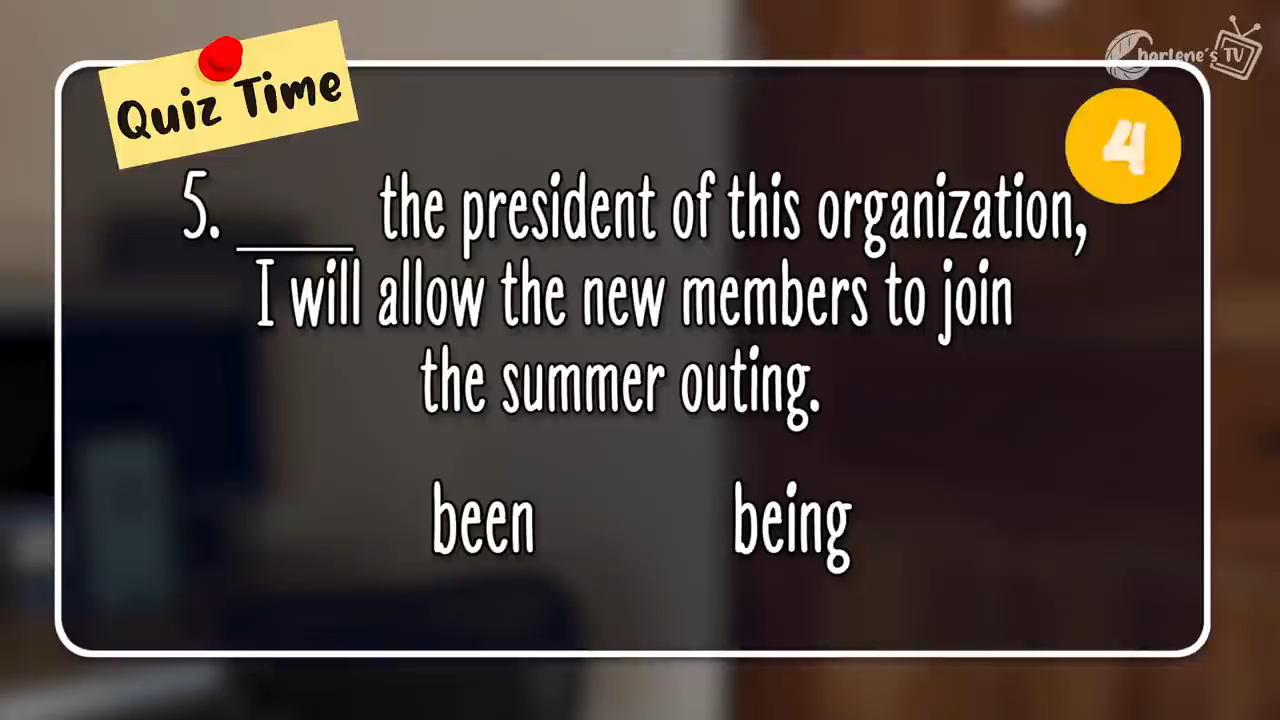 Charlene's TV
Quiz Time
4
5. ____ the president of this organization,
I will allow the new members to join
the summer outing.
been being